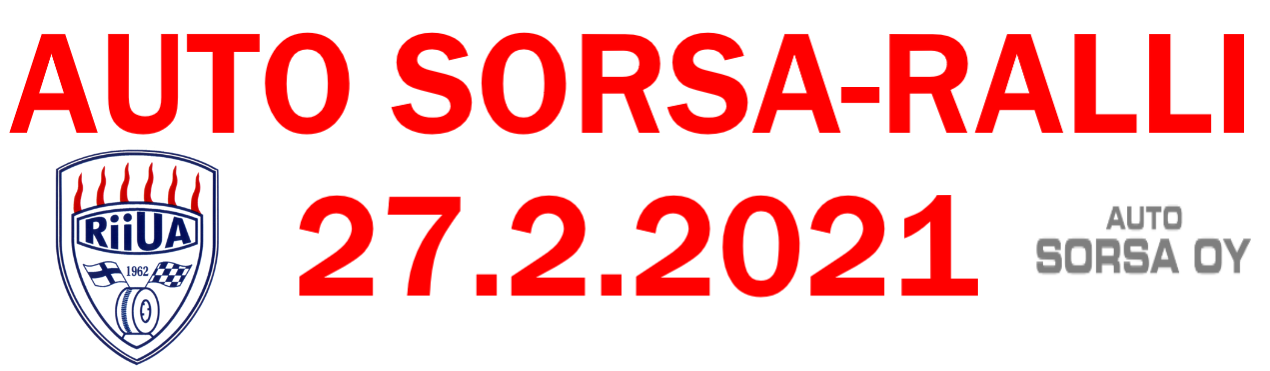 AUTO SORSA-RALLI
RiiUA
1962
27.2.2021
AUTO
SORSA OY